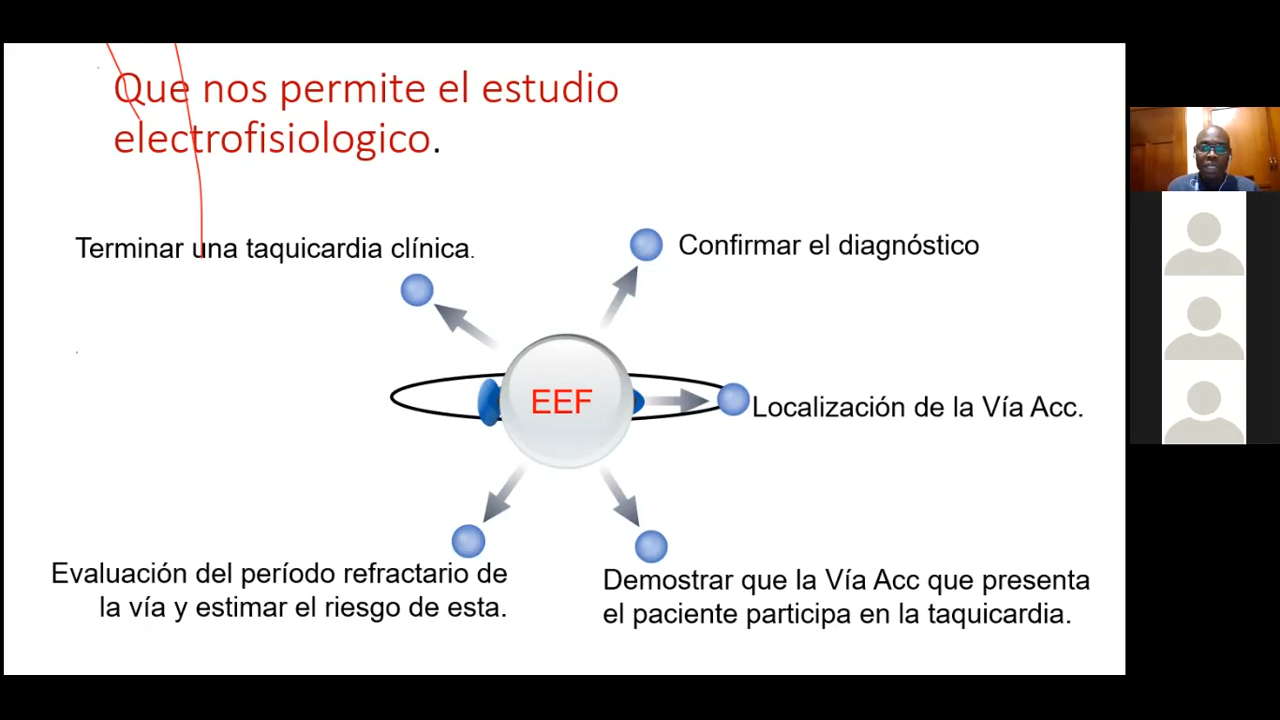 Que nos permite el estudio
electrofisiologico.
Terminar una taquicardia clínica.
Confirmar el diagnóstico
EEF
Localización de la Vía Acc.
Evaluación del período refractario de
la vía y estimar el riesgo de esta.
Demostrar que la Vía Acc que presenta
el paciente participa en la taquicardia.